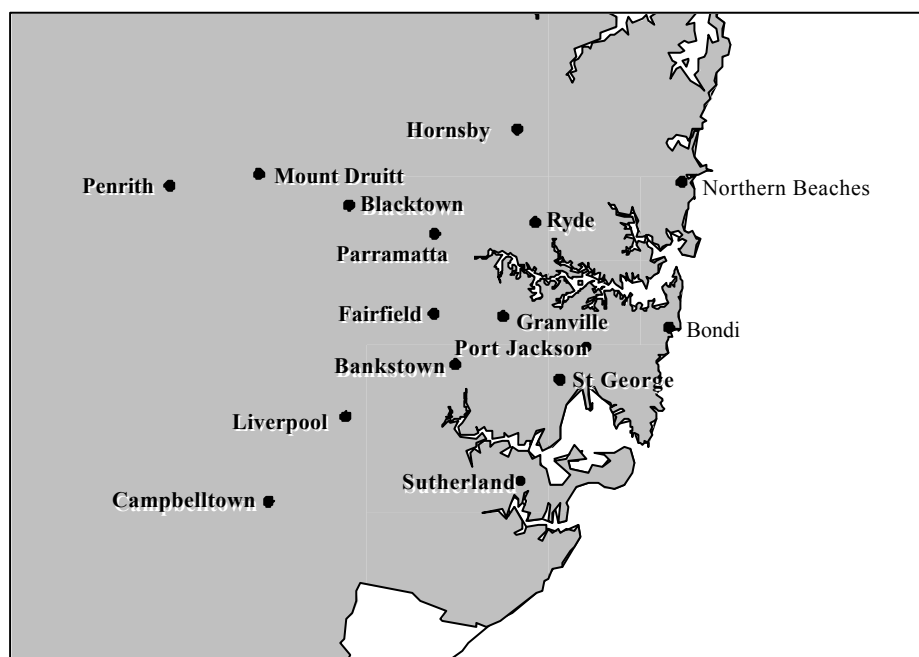 Hornsby
Mount Druitt
Penrith
Northern Beaches
Blacktown
Ryde
Parramatta
Fairfield
Granville
Bondi
Port Jackson
Bankstown
St George
Liverpool
Sutherland
Campbelltown